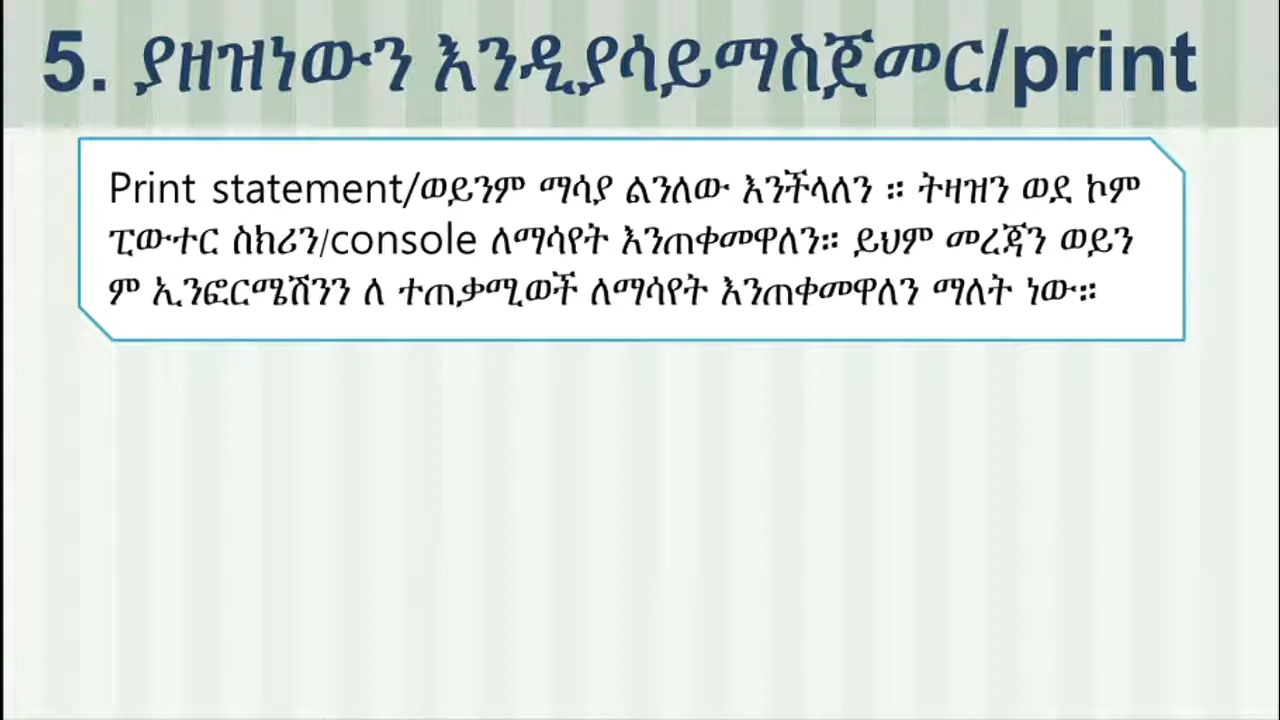 5. ያዘዝነውን እንዲያሳይማስጀመር/print
Print statement/ወይንም ማሳያ ልንለው እንችላለን ። ትዛዝን ወደ ኮም
ፒውተር ስክሪን/console ለማሳየት እንጠቀመዋለን። ይህም መረጃን ወይን
ም ኢንፎርሜሽንን ለ ተጠቃሚወች ለማሳየት እንጠቀመዋለን ማለት ነው።